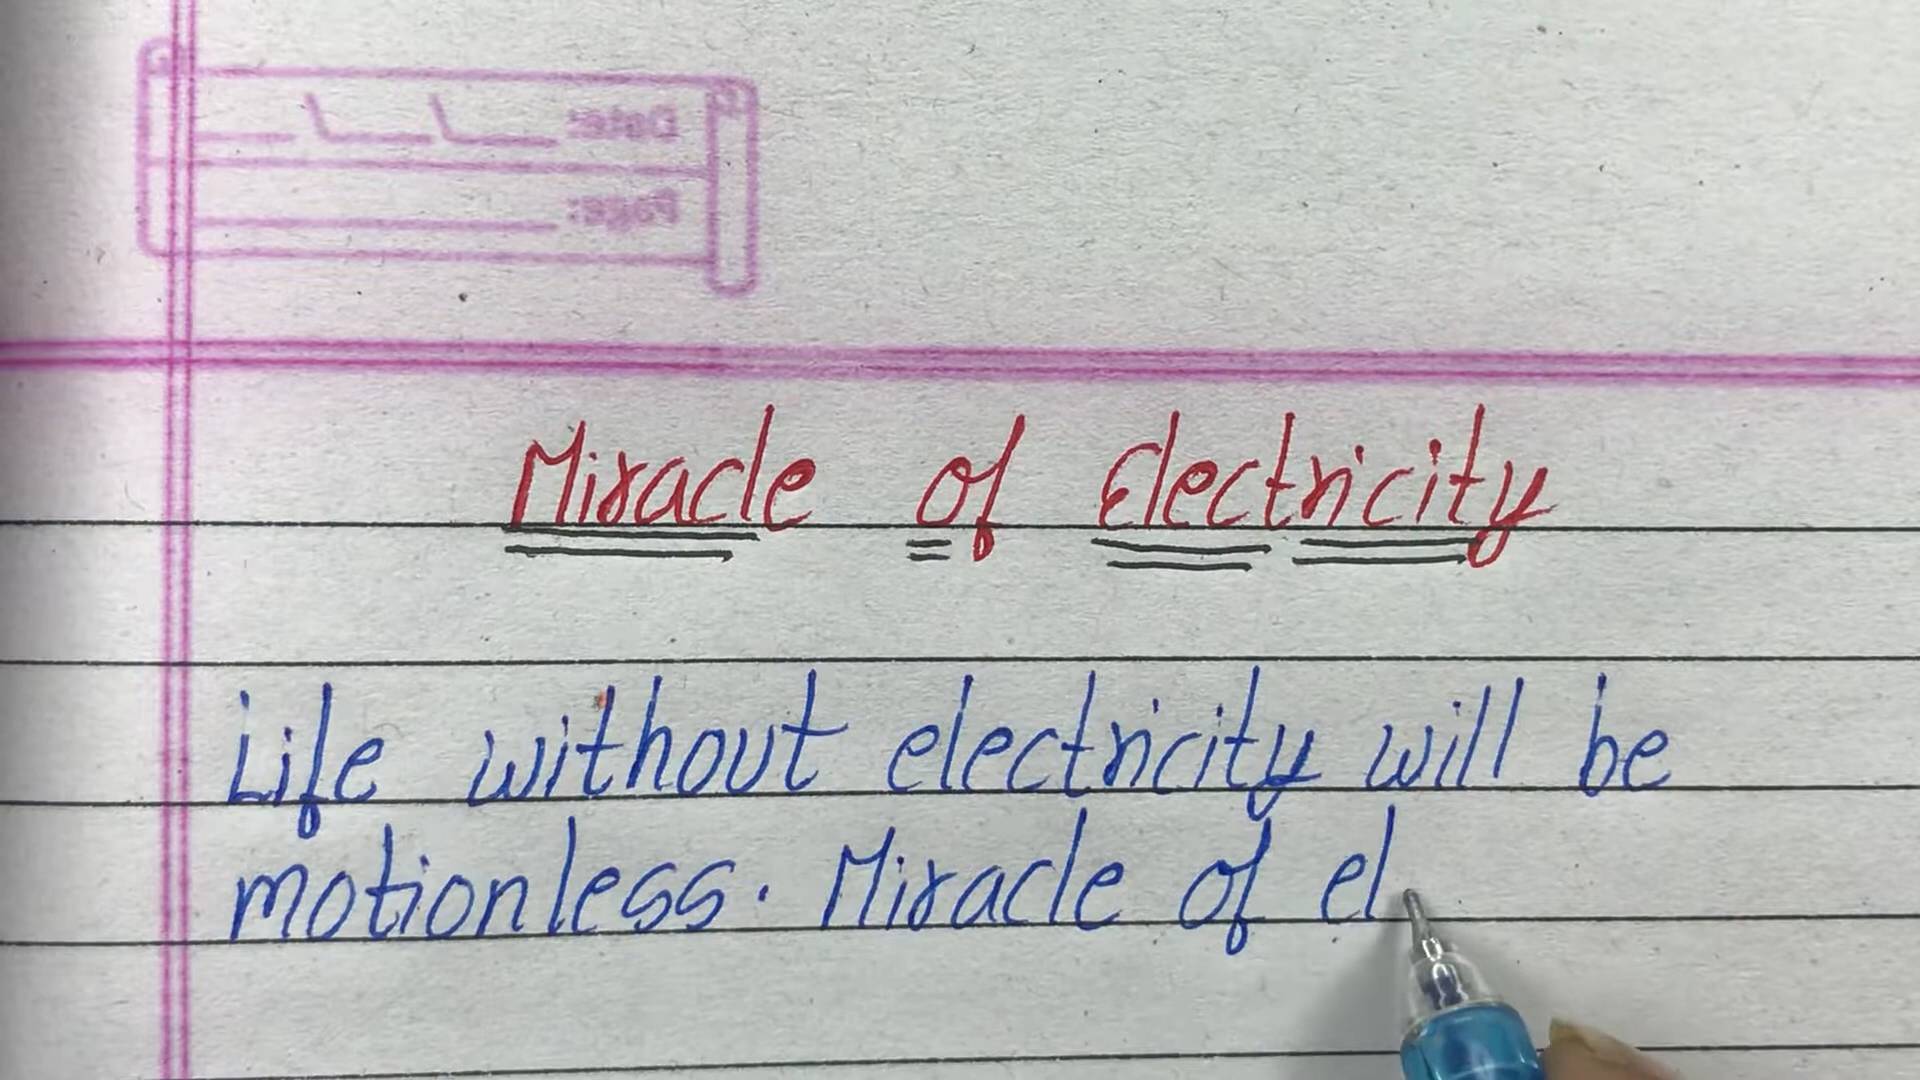 Date:
Page:
Miracle of Electricity
Life without electricity will be
motionless. Miracle of el